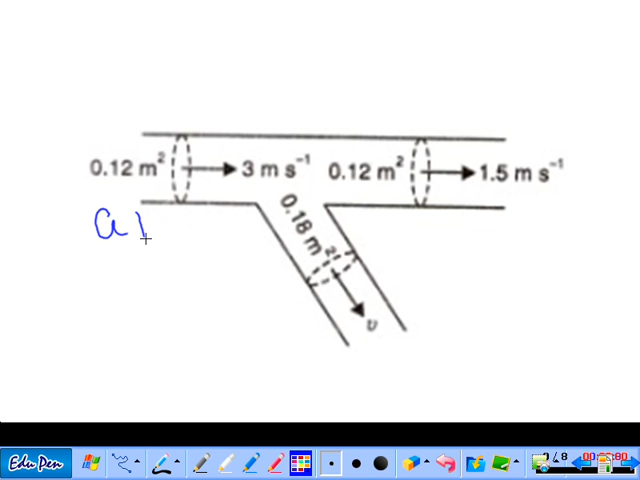 0.12 m² 3 m s⁻¹ 0.12 m² 1.5 m s⁻¹
0.18 m²
υ
Edu Pen